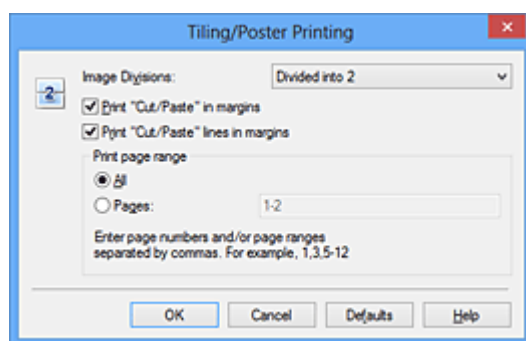 Tiling/Poster Printing
x
Image Divisions: Divided into 2
2
Print "Cut/Paste" in margins
Print "Cut/Paste" lines in margins
Print page range
All
Pages: 1-2
Enter page numbers and/or page ranges
separated by commas. For example, 1,3,5-12
OK Cancel Defaults Help